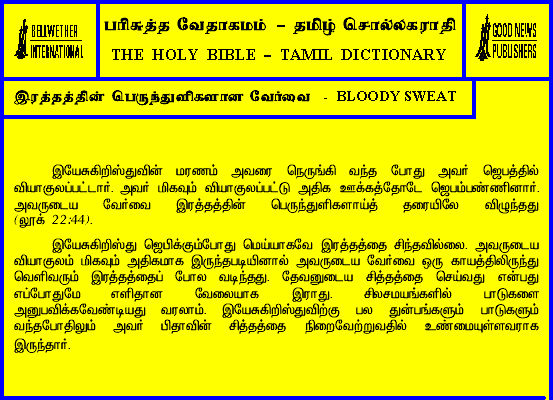 BELLWETHER
INTERNATIONAL
பரிசுத்த வேதாகமம் – தமிழ் சொல்லகராதி
THE HOLY BIBLE – TAMIL DICTIONARY
GOOD NEWS
PUBLISHERS
இரத்தத்தின் பெருந்துளிகளான வேர்வை - BLOODY SWEAT
இயேசுகிறிஸ்துவின் மரணம் அவரை நெருங்கி வந்த போது அவர் ஜெபத்தில்
வியாகுலப்பட்டார். அவர் மிகவும் வியாகுலப்பட்டு அதிக ஊக்கத்தோடே ஜெபம்பண்ணினார்.
அவருடைய வேர்வை இரத்தத்தின் பெருந்துளிகளாய்த் தரையிலே விழுந்தது
(லூக் 22:44).
இயேசுகிறிஸ்து ஜெபிக்கும்போது மெய்யாகவே இரத்தத்தை சிந்தவில்லை. அவருடைய
வியாகுலம் மிகவும் அதிகமாக இருந்தபடியினால் அவருடைய வேர்வை ஒரு காயத்திலிருந்து
வெளிவரும் இரத்தத்தைப் போல வடிந்தது. தேவனுடைய சித்தத்தை செய்வது என்பது
எப்போதுமே எளிதான வேலையாக இராது. சிலசமயங்களில் பாடுகளை
அனுபவிக்கவேண்டியது வரலாம். இயேசுகிறிஸ்துவிற்கு பல துன்பங்களும் பாடுகளும்
வந்தபோதிலும் அவர் பிதாவின் சித்தத்தை நிறைவேற்றுவதில் உண்மையுள்ளவராக
இருந்தார்.